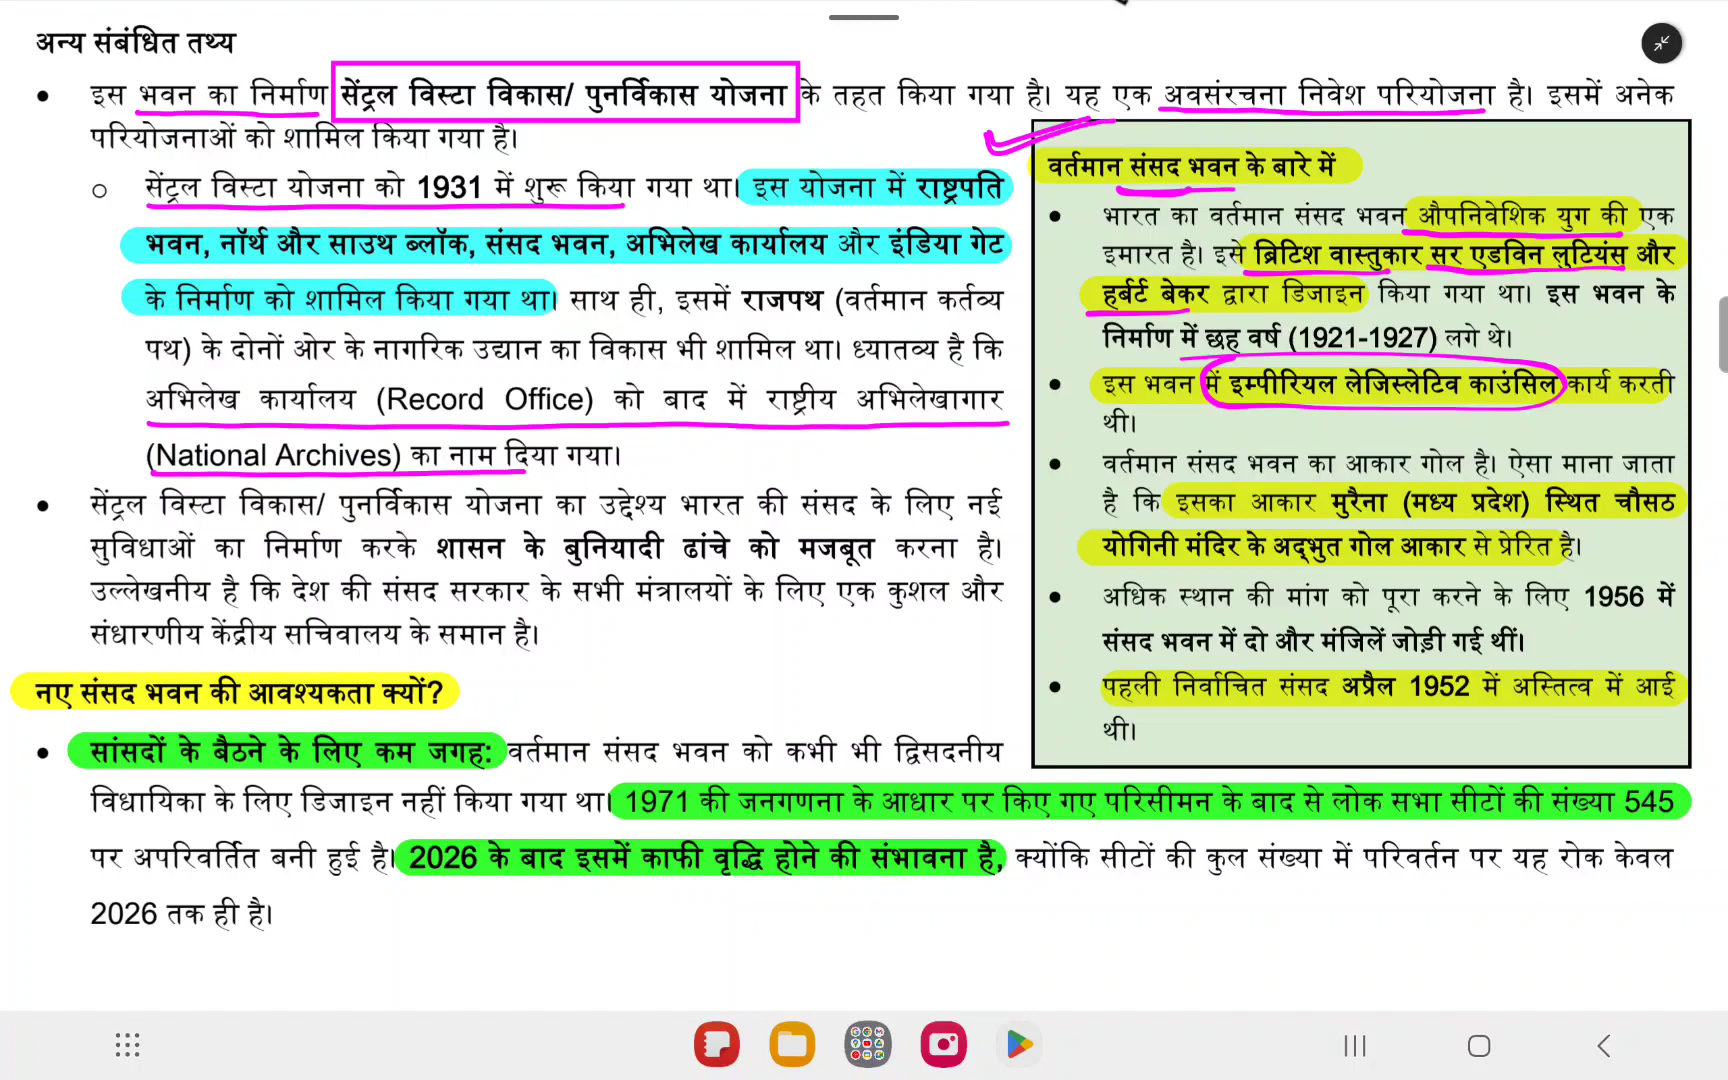 अन्य संबंधित तथ्य
• इस भवन का निर्माण सेंट्रल विस्टा विकास/ पुनर्विकास योजना के तहत किया गया है। यह एक अवसंरचना निवेश परियोजना है। इसमें अनेक
परियोजनाओं को शामिल किया गया है।
○ सेंट्रल विस्टा योजना को 1931 में शुरू किया गया था। इस योजना में राष्ट्रपति
भवन, नॉर्थ और साउथ ब्लॉक, संसद भवन, अभिलेख कार्यालय और इंडिया गेट
के निर्माण को शामिल किया गया था। साथ ही, इसमें राजपथ (वर्तमान कर्तव्य
पथ) के दोनों ओर के नागरिक उद्यान का विकास भी शामिल था। ध्यातव्य है कि
अभिलेख कार्यालय (Record Office) को बाद में राष्ट्रीय अभिलेखागार
(National Archives) का नाम दिया गया।
• सेंट्रल विस्टा विकास/ पुनर्विकास योजना का उद्देश्य भारत की संसद के लिए नई
सुविधाओं का निर्माण करके शासन के बुनियादी ढांचे को मजबूत करना है।
उल्लेखनीय है कि देश की संसद सरकार के सभी मंत्रालयों के लिए एक कुशल और
संधारणीय केंद्रीय सचिवालय के समान है।
वर्तमान संसद भवन के बारे में
• भारत का वर्तमान संसद भवन औपनिवेशिक युग की एक
इमारत है। इसे ब्रिटिश वास्तुकार सर एडविन लुटियंस और
हर्बर्ट बेकर द्वारा डिजाइन किया गया था। इस भवन के
निर्माण में छह वर्ष (1921-1927) लगे थे।
• इस भवन में इम्पीरियल लेजिस्लेटिव काउंसिल कार्य करती
थी।
• वर्तमान संसद भवन का आकार गोल है। ऐसा माना जाता
है कि इसका आकार मुरैना (मध्य प्रदेश) स्थित चौसठ
योगिनी मंदिर के अद्भुत गोल आकार से प्रेरित है।
• अधिक स्थान की मांग को पूरा करने के लिए 1956 में
संसद भवन में दो और मंजिलें जोड़ी गई थीं।
• पहली निर्वाचित संसद अप्रैल 1952 में अस्तित्व में आई
थी।
नए संसद भवन की आवश्यकता क्यों?
• सांसदों के बैठने के लिए कम जगह: वर्तमान संसद भवन को कभी भी द्विसदनीय
विधायिका के लिए डिजाइन नहीं किया गया था। 1971 की जनगणना के आधार पर किए गए परिसीमन के बाद से लोक सभा सीटों की संख्या 545
पर अपरिवर्तित बनी हुई है। 2026 के बाद इसमें काफी वृद्धि होने की संभावना है, क्योंकि सीटों की कुल संख्या में परिवर्तन पर यह रोक केवल
2026 तक ही है।